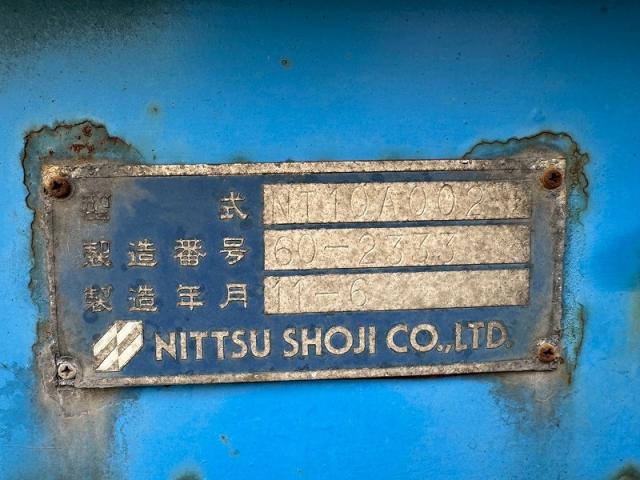 型式 NT10A002
製造番号 60-2333
製造年月 11-6
NITTSU SHOJI CO.,LTD.